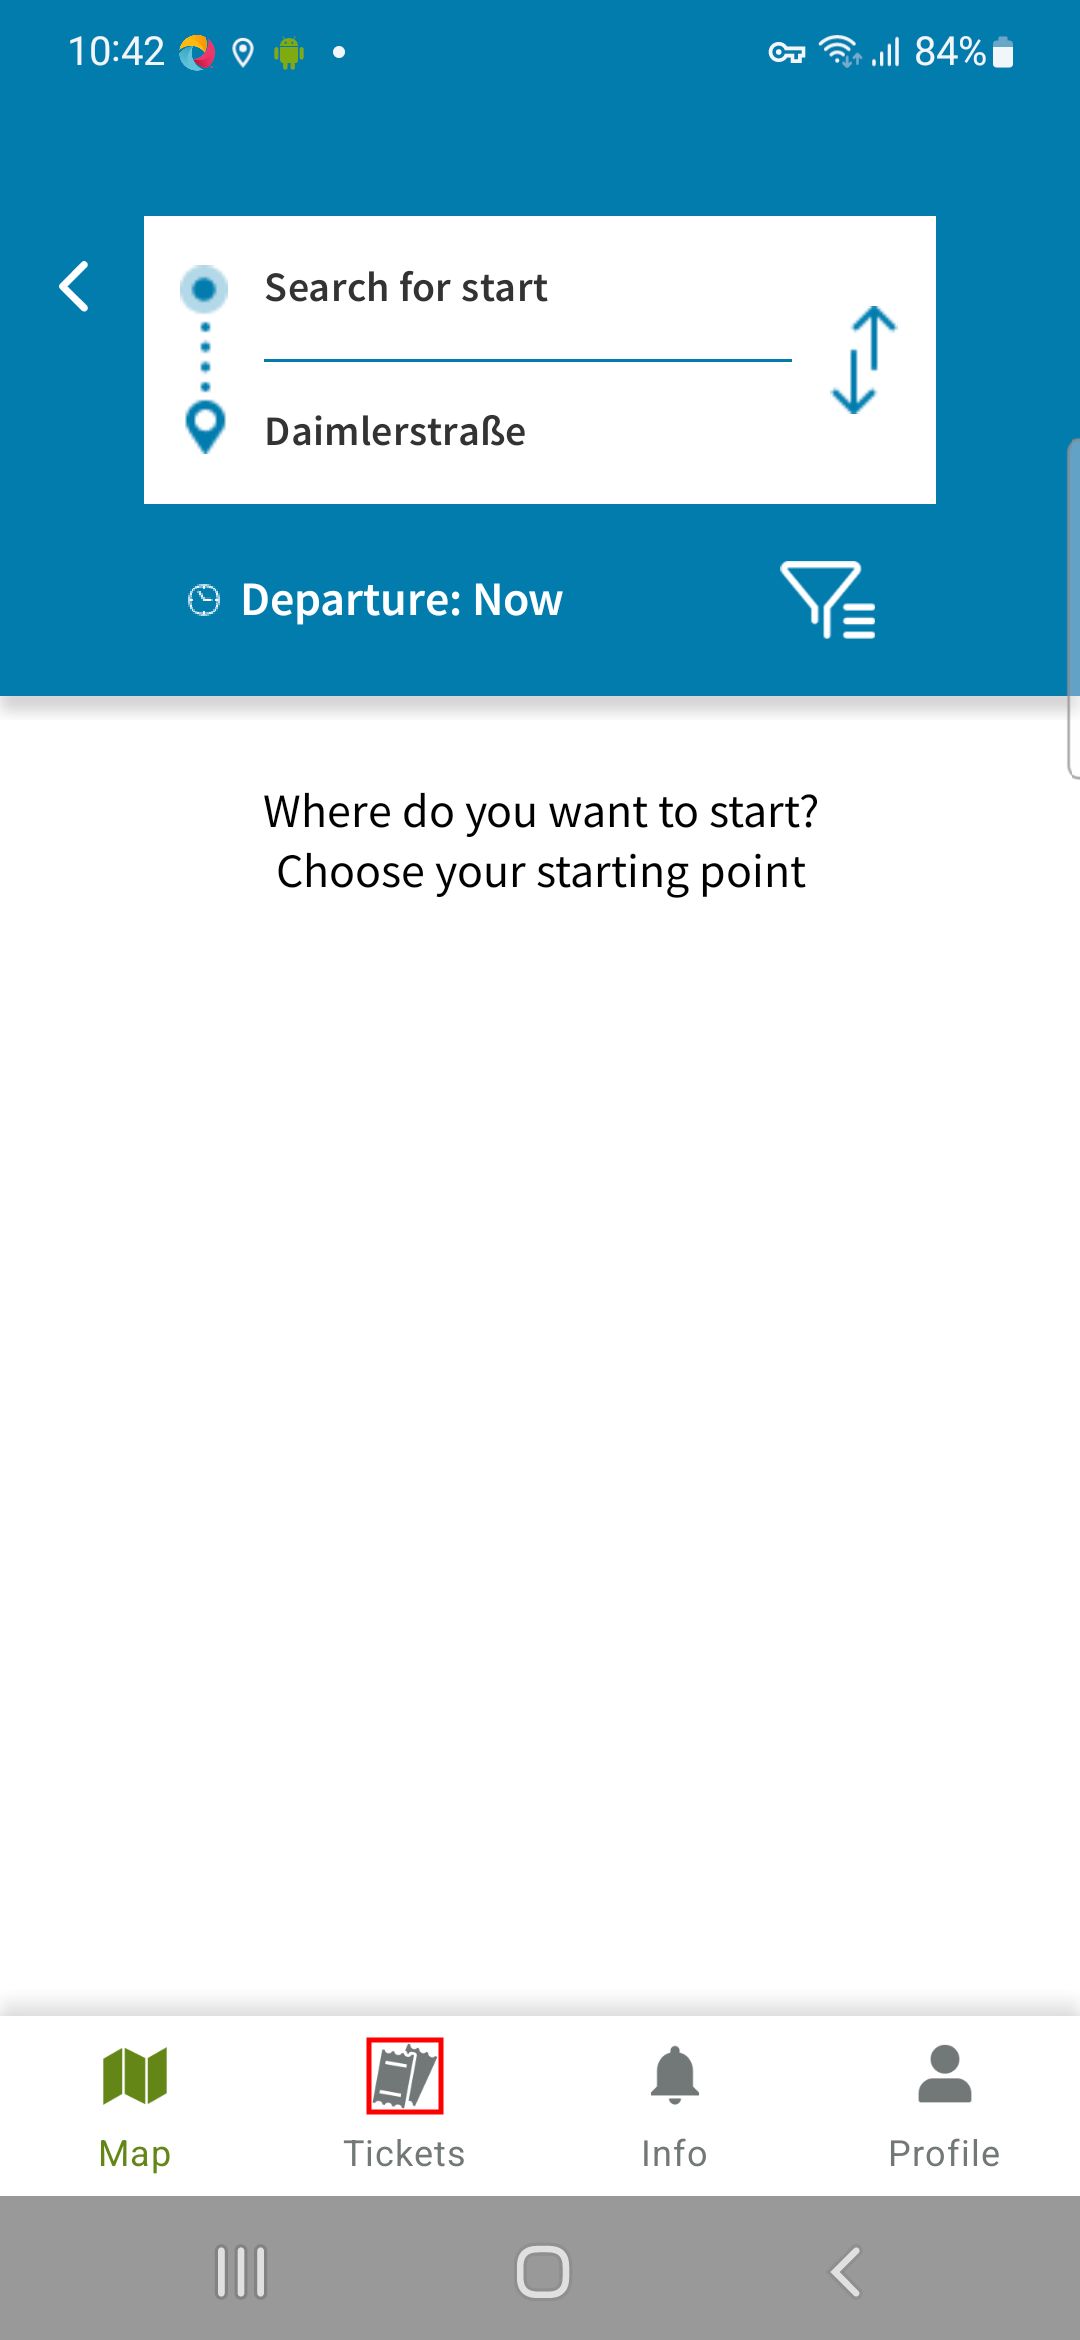 10:42
84%
Search for start
Daimlerstraße
Departure: Now
Where do you want to start?
Choose your starting point
Map
Tickets
Info
Profile